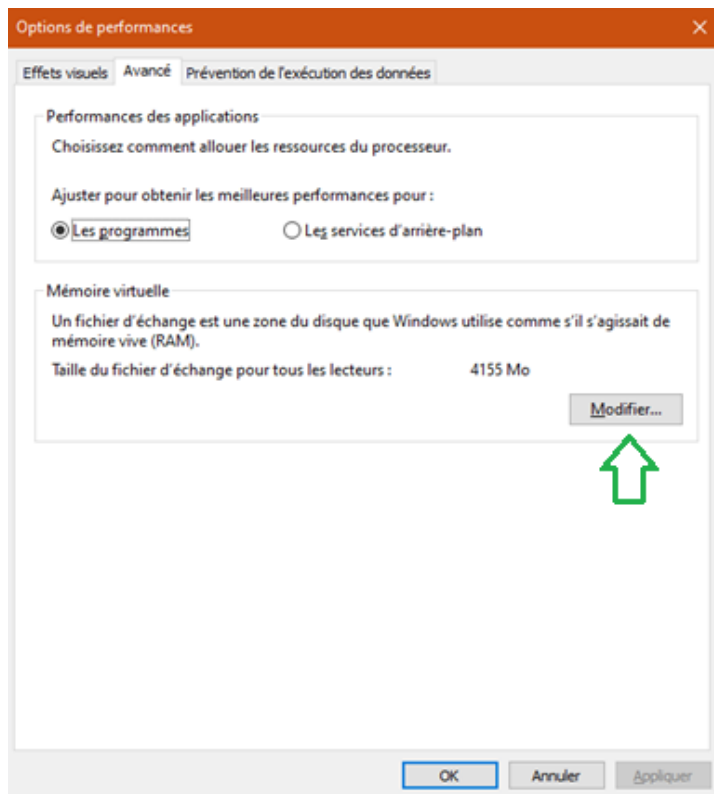 Options de performances
Effets visuels Avancé Prévention de l'exécution des données
Performances des applications
Choisissez comment allouer les ressources du processeur.
Ajuster pour obtenir les meilleures performances pour :
Les programmes Les services d'arrière-plan
Mémoire virtuelle
Un fichier d'échange est une zone du disque que Windows utilise comme s'il s'agissait de
mémoire vive (RAM).
Taille du fichier d'échange pour tous les lecteurs : 4155 Mo
Modifier...
OK Annuler Appliquer